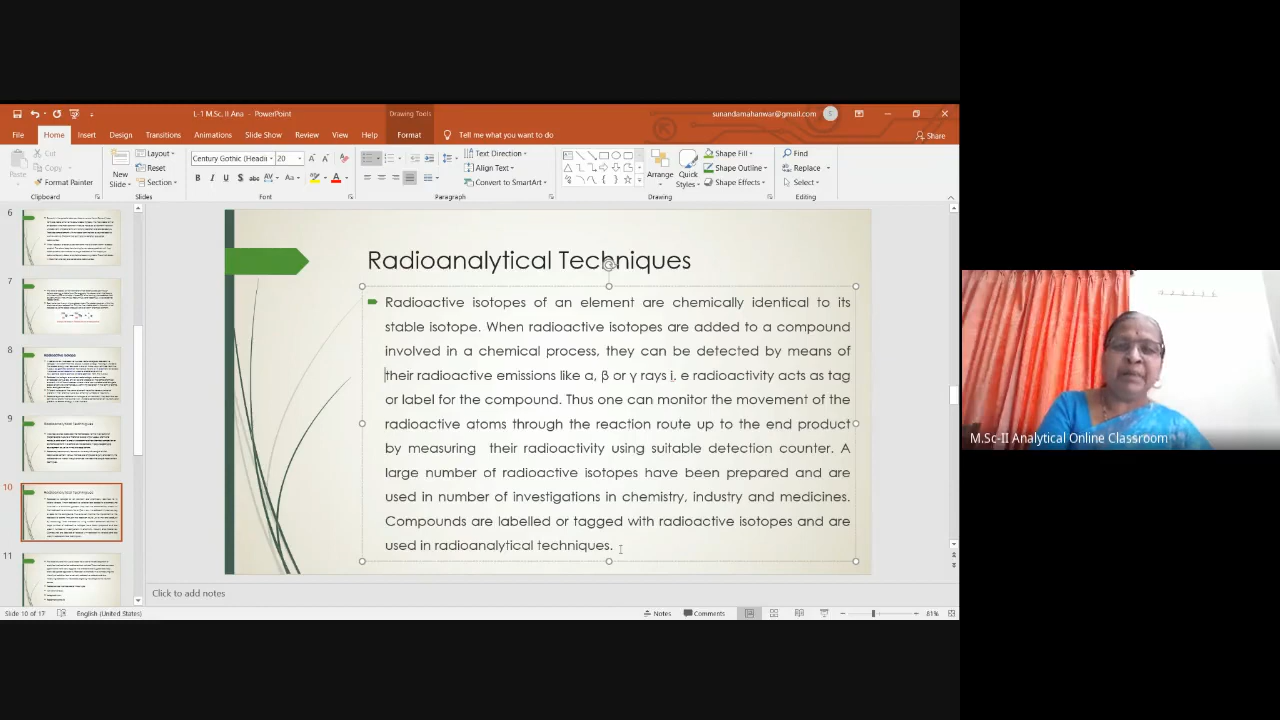 L-1 M.Sc. II Ana - PowerPoint
Drawing Tools
sunandamahanwar@gmail.com
S
File Home Insert Design Transitions Animations Slide Show Review View Help Format Tell me what you want to do
Share
Paste
Cut
Copy
Format Painter
Clipboard
New Slide
Layout
Reset
Section
Slides
Century Gothic (Headi 20
Font
Text Direction
Align Text
Convert to SmartArt
Paragraph
Arrange
Quick Styles
Shape Fill
Shape Outline
Shape Effects
Drawing
Find
Replace
Select
Editing
6
7
8
9
10
11
Radioanalytical Techniques
Radioactive isotopes of an element are chemically identical to its
stable isotope. When radioactive isotopes are added to a compound
involved in a chemical process, they can be detected by means of
their radioactive emissions like α, β or γ rays i. e radioisotope acts as tag
or label for the compound. Thus one can monitor the movement of the
radioactive atoms through the reaction route up to the end product
by measuring their radioactivity using suitable detection counter. A
large number of radioactive isotopes have been prepared and are
used in number of investigations in chemistry, industry and medicines.
Compounds are labelled or tagged with radioactive isotopes and are
used in radioanalytical techniques.
Click to add notes
Slide 10 of 17 English (United States) Notes Comments 81%
M.Sc-II Analytical Online Classroom